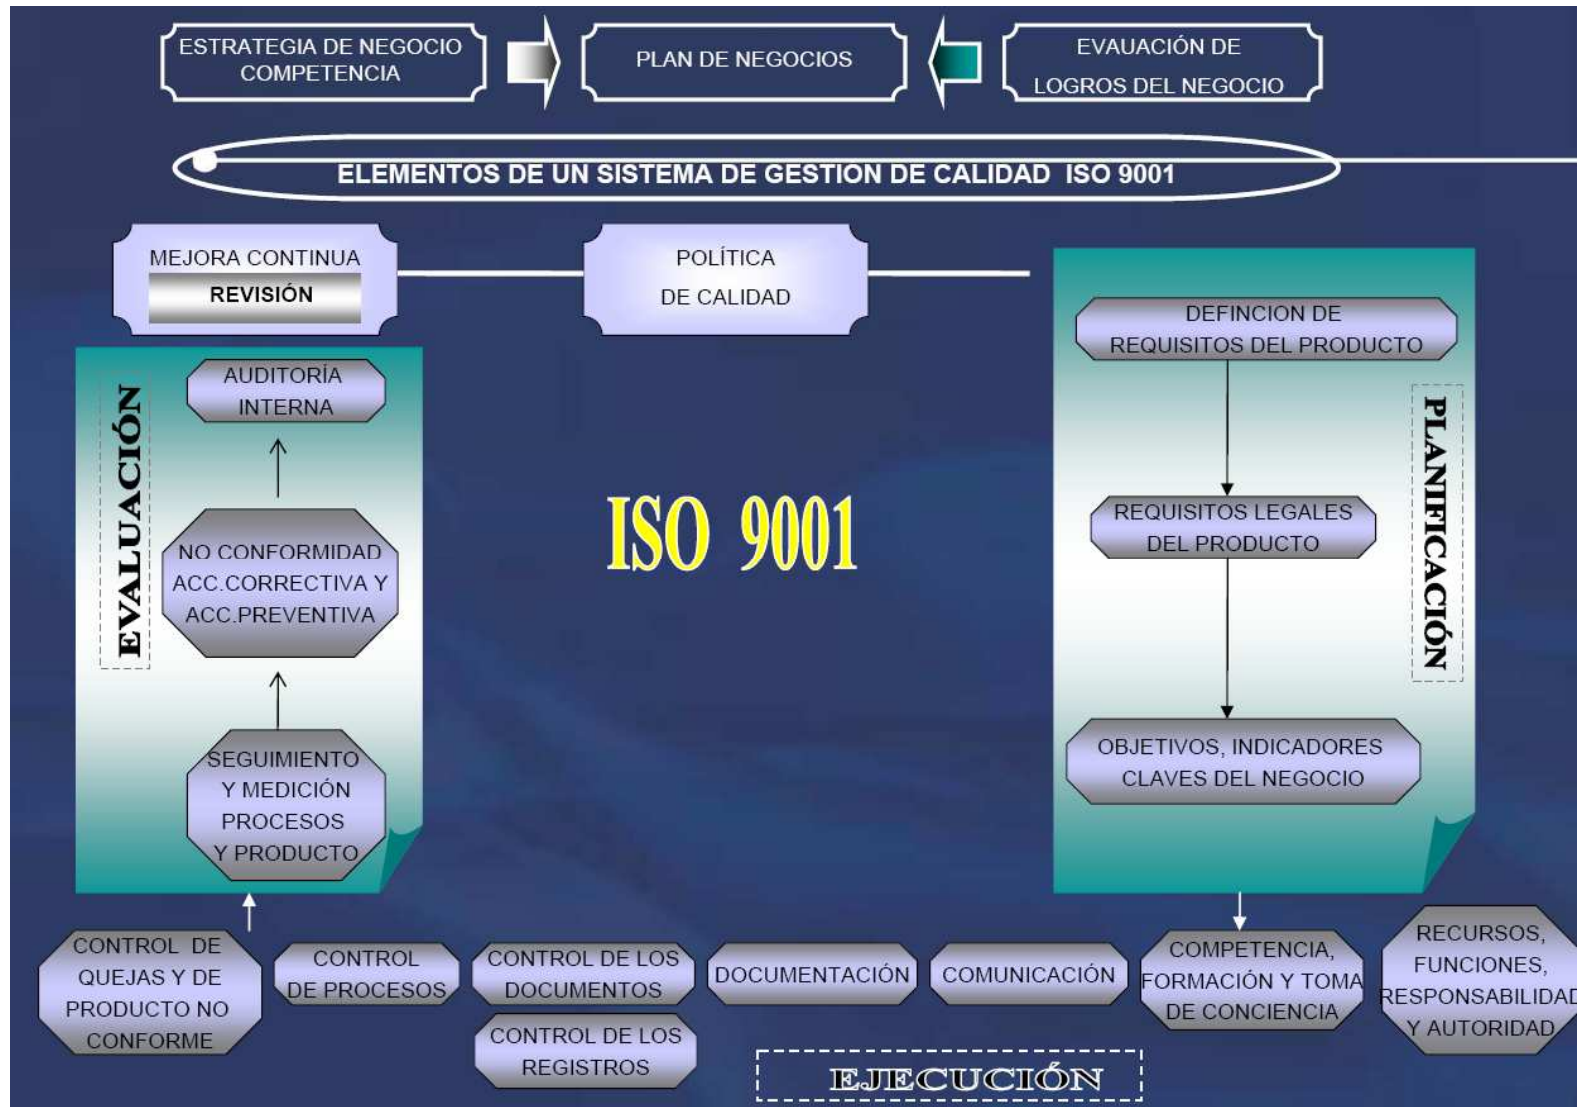 ESTRATEGIA DE NEGOCIO
COMPETENCIA
PLAN DE NEGOCIOS
EVAUACIÓN DE
LOGROS DEL NEGOCIO
ELEMENTOS DE UN SISTEMA DE GESTION DE CALIDAD ISO 9001
MEJORA CONTINUA
REVISIÓN
POLÍTICA
DE CALIDAD
EVALUACIÓN
AUDITORÍA
INTERNA
NO CONFORMIDAD
ACC.CORRECTIVA Y
ACC.PREVENTIVA
SEGUIMIENTO
Y MEDICIÓN
PROCESOS
Y PRODUCTO
ISO 9001
DEFINCION DE
REQUISITOS DEL PRODUCTO
REQUISITOS LEGALES
DEL PRODUCTO
OBJETIVOS, INDICADORES
CLAVES DEL NEGOCIO
PLANIFICACIÓN
CONTROL DE
QUEJAS Y DE
PRODUCTO NO
CONFORME
CONTROL
DE PROCESOS
CONTROL DE LOS
DOCUMENTOS
CONTROL DE LOS
REGISTROS
DOCUMENTACIÓN
COMUNICACIÓN
COMPETENCIA,
FORMACIÓN Y TOMA
DE CONCIENCIA
RECURSOS,
FUNCIONES,
RESPONSABILIDAD
Y AUTORIDAD
EJECUCIÓN